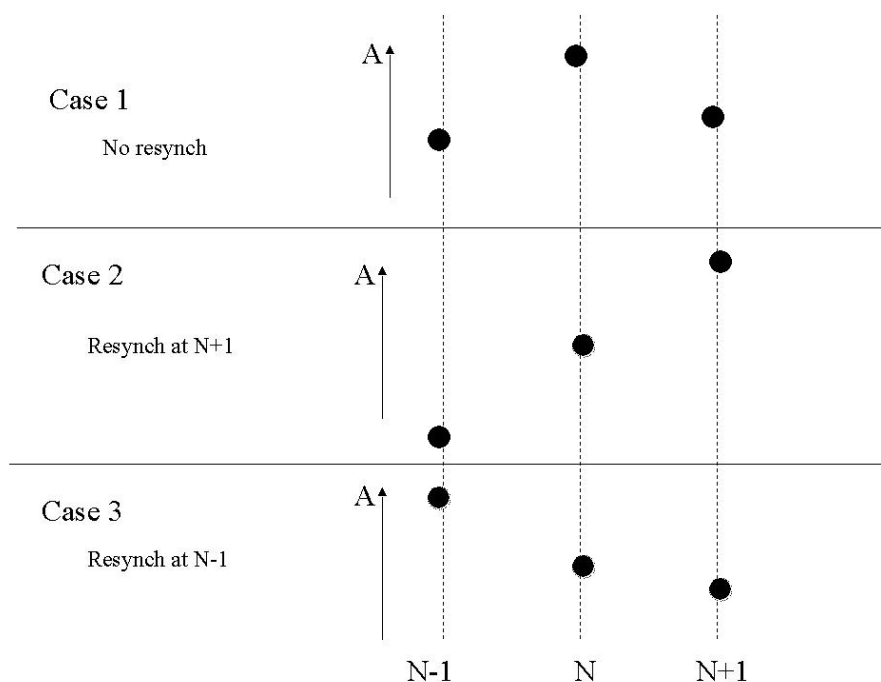 A
Case 1
No resynch
Case 2
A
Resynch at N+1
A
Case 3
Resynch at N-1
N-1 N N+1